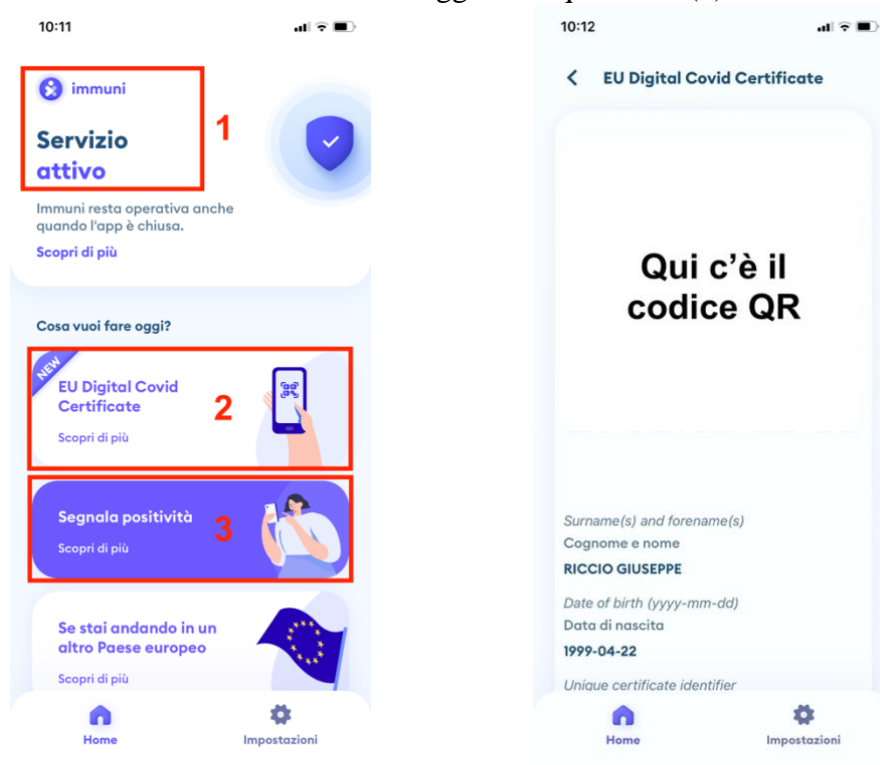 10:11
immuni
1
Servizio
attivo
Immuni resta operativa anche
quando l'app è chiusa.
Scopri di più
Cosa vuoi fare oggi?
NEW
EU Digital Covid
Certificate
2
Scopri di più
Segnala positività
3
Scopri di più
Se stai andando in un
altro Paese europeo
Scopri di più
Home
Impostazioni
10:12
EU Digital Covid Certificate
Qui c'è il
codice QR
Surname(s) and forename(s)
Cognome e nome
RICCIO GIUSEPPE
Date of birth (yyyy-mm-dd)
Data di nascita
1999-04-22
Unique certificate identifier
Home
Impostazioni